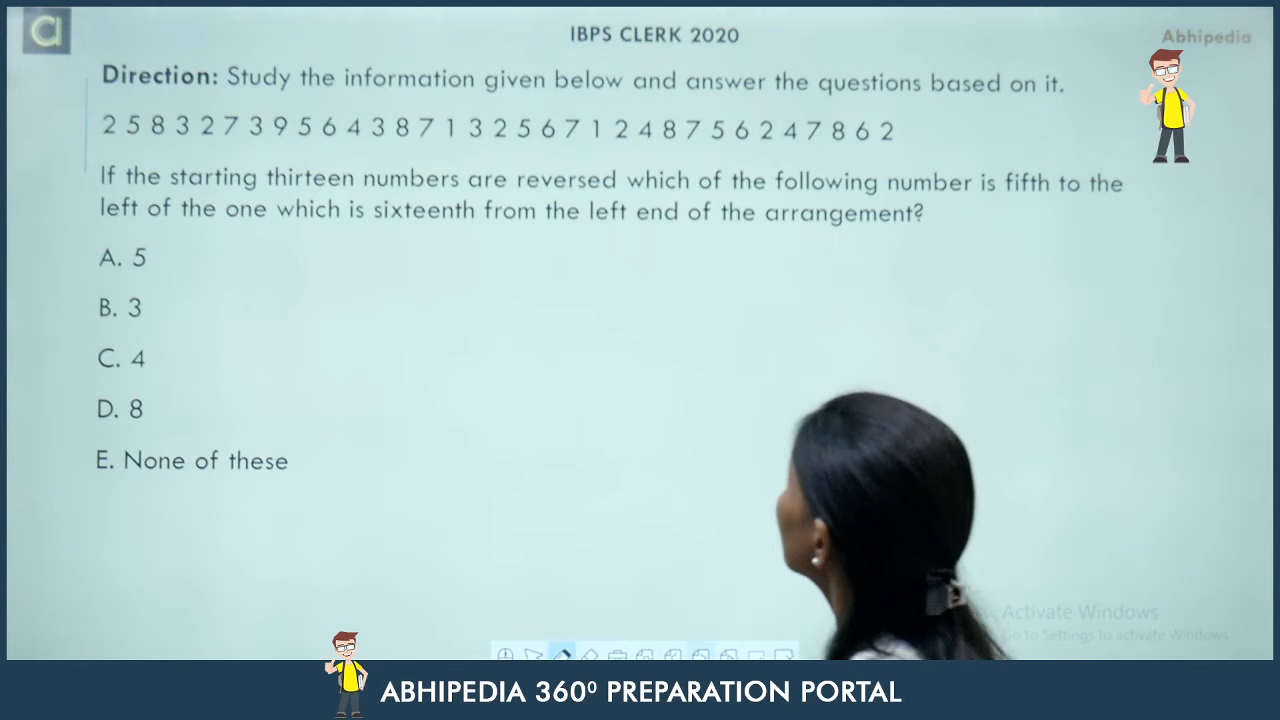 IBPS CLERK 2020
Abhipedia
Direction: Study the information given below and answer the questions based on it.
2 5 8 3 2 7 3 9 5 6 4 3 8 7 1 3 2 5 6 7 1 2 4 8 7 5 6 2 4 7 8 6 2
If the starting thirteen numbers are reversed which of the following number is fifth to the
left of the one which is sixteenth from the left end of the arrangement?
A. 5
B. 3
C. 4
D. 8
E. None of these
Activate Windows
Go to Settings to activate Windows.
ABHIPEDIA 360⁰ PREPARATION PORTAL